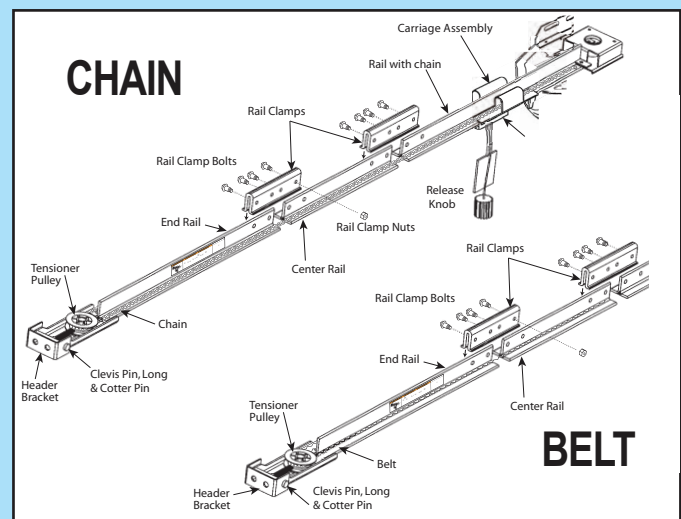 CHAIN
Carriage Assembly
Rail with chain
Rail Clamps
Rail Clamp Bolts
Release
Knob
End Rail
Rail Clamp Nuts
Center Rail
Tensioner
Pulley
Chain
Header
Bracket
Clevis Pin, Long
& Cotter Pin
Rail Clamps
Rail Clamp Bolts
End Rail
Center Rail
Tensioner
Pulley
Belt
BELT
Header
Bracket
Clevis Pin, Long
& Cotter Pin